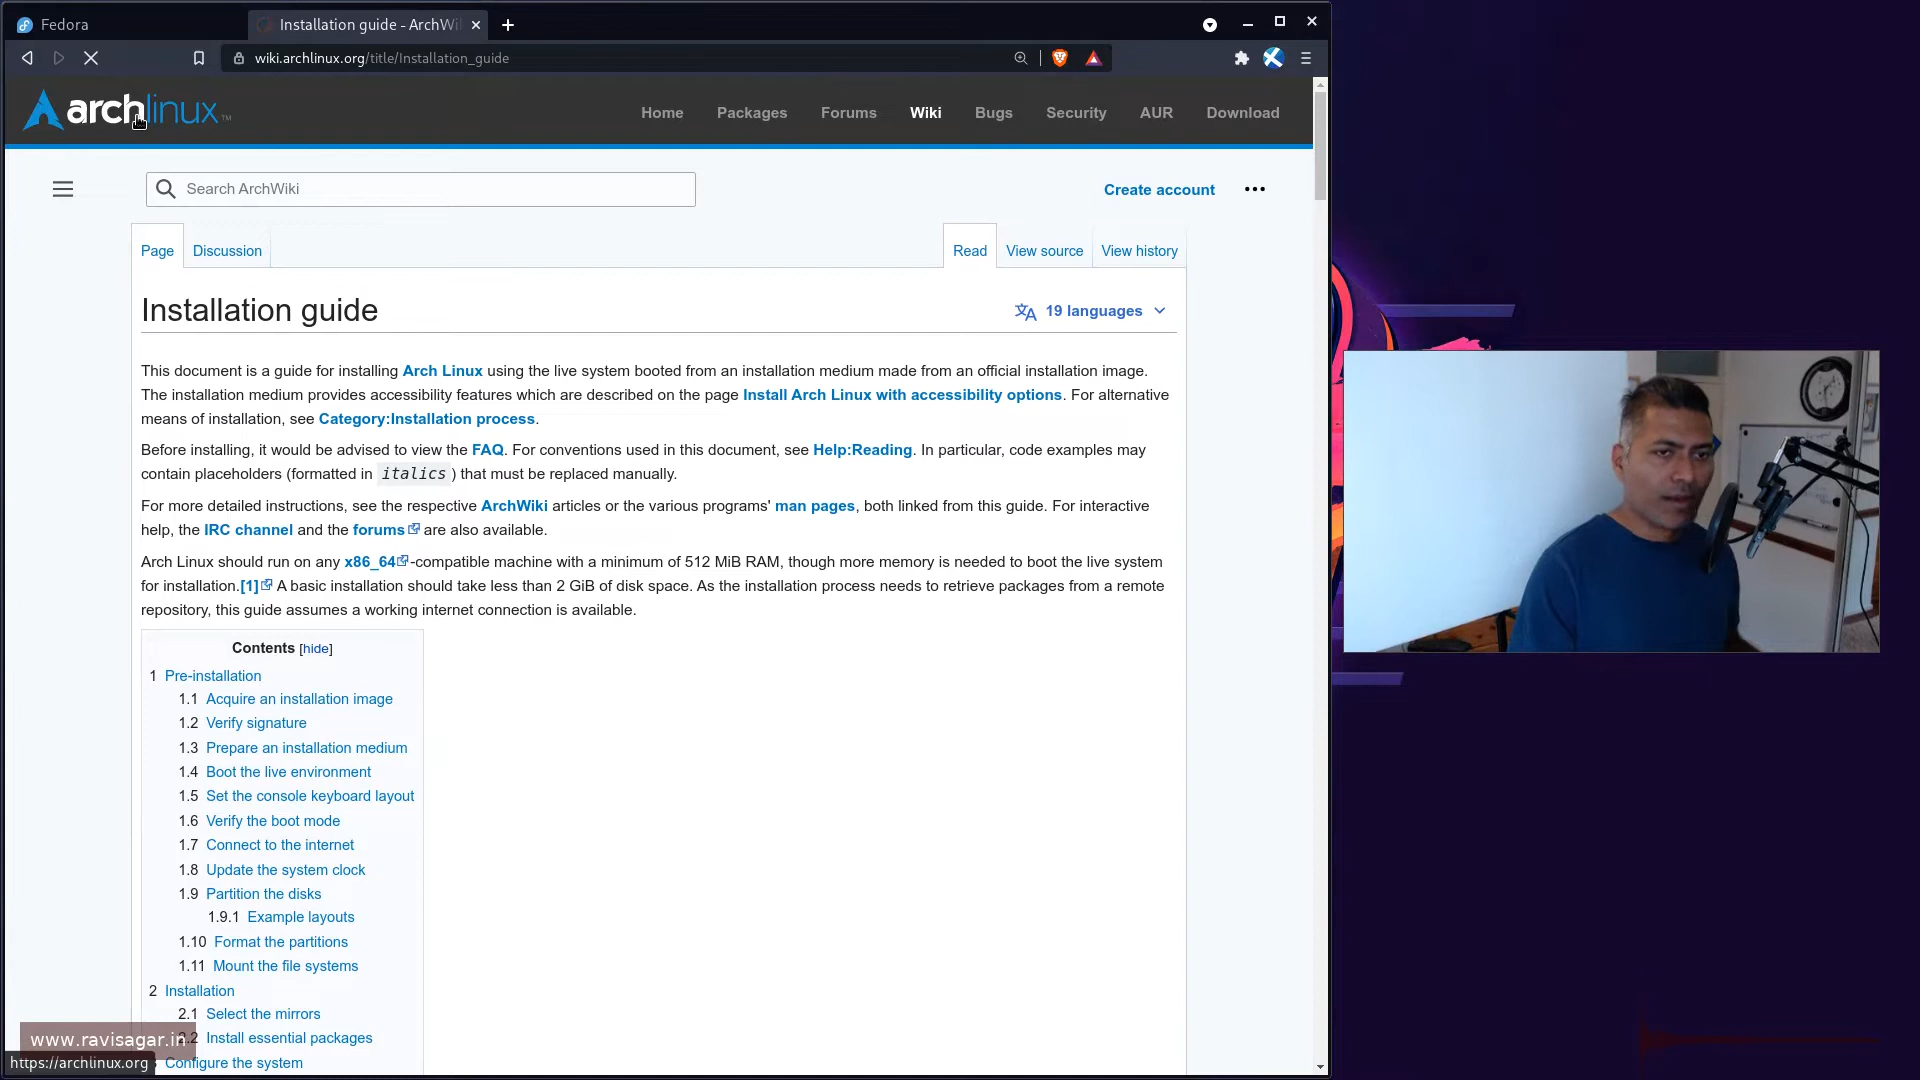 Fedora
Installation guide - ArchWi
wiki.archlinux.org/title/Installation_guide
archlinux™
Home Packages Forums Wiki Bugs Security AUR Download
Search ArchWiki
Create account
Page Discussion Read View source View history
Installation guide
19 languages
This document is a guide for installing Arch Linux using the live system booted from an installation medium made from an official installation image.
The installation medium provides accessibility features which are described on the page Install Arch Linux with accessibility options. For alternative
means of installation, see Category:Installation process.
Before installing, it would be advised to view the FAQ. For conventions used in this document, see Help:Reading. In particular, code examples may
contain placeholders (formatted in italics) that must be replaced manually.
For more detailed instructions, see the respective ArchWiki articles or the various programs' man pages, both linked from this guide. For interactive
help, the IRC channel and the forums are also available.
Arch Linux should run on any x86_64-compatible machine with a minimum of 512 MiB RAM, though more memory is needed to boot the live system
for installation.[1] A basic installation should take less than 2 GiB of disk space. As the installation process needs to retrieve packages from a remote
repository, this guide assumes a working internet connection is available.
Contents [hide]
1 Pre-installation
1.1 Acquire an installation image
1.2 Verify signature
1.3 Prepare an installation medium
1.4 Boot the live environment
1.5 Set the console keyboard layout
1.6 Verify the boot mode
1.7 Connect to the internet
1.8 Update the system clock
1.9 Partition the disks
1.9.1 Example layouts
1.10 Format the partitions
1.11 Mount the file systems
2 Installation
2.1 Select the mirrors
2.2 Install essential packages
Configure the system
www.ravisagar.in
https://archlinux.org